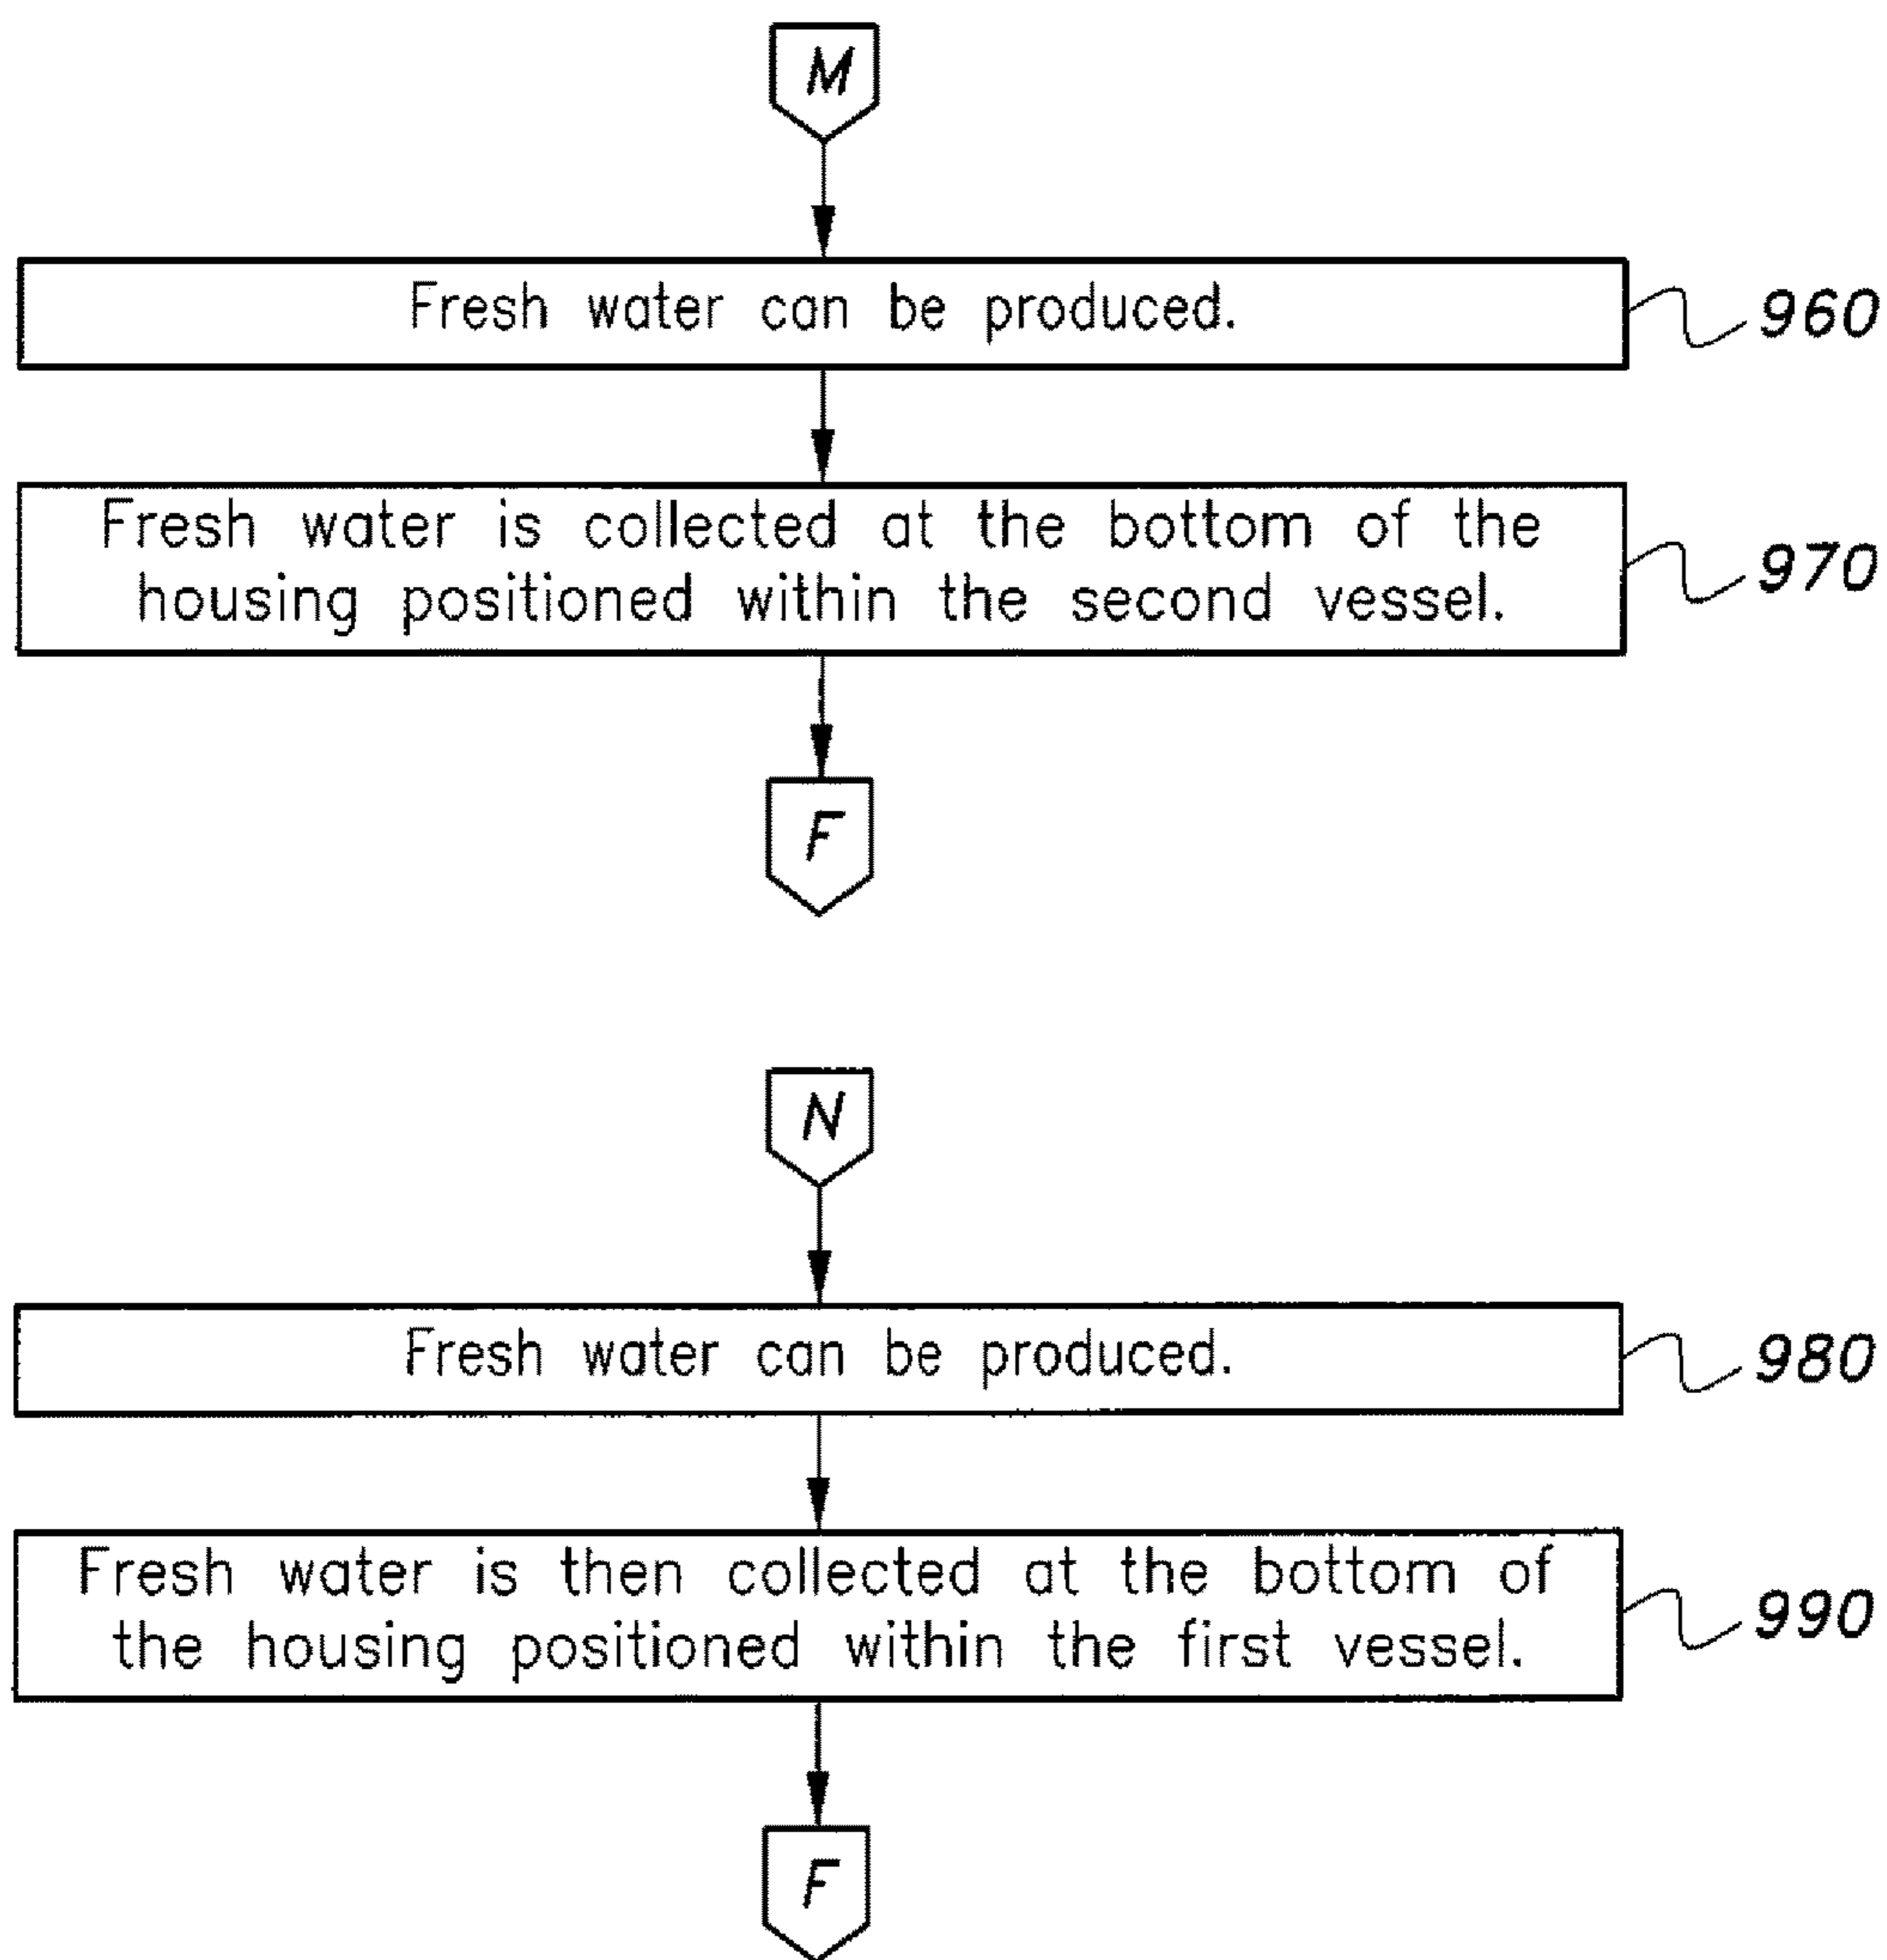 M
Fresh water can be produced.
960
Fresh water is collected at the bottom of the
housing positioned within the second vessel.
970
F
N
Fresh water can be produced.
980
Fresh water is then collected at the bottom of
the housing positioned within the first vessel.
990
F